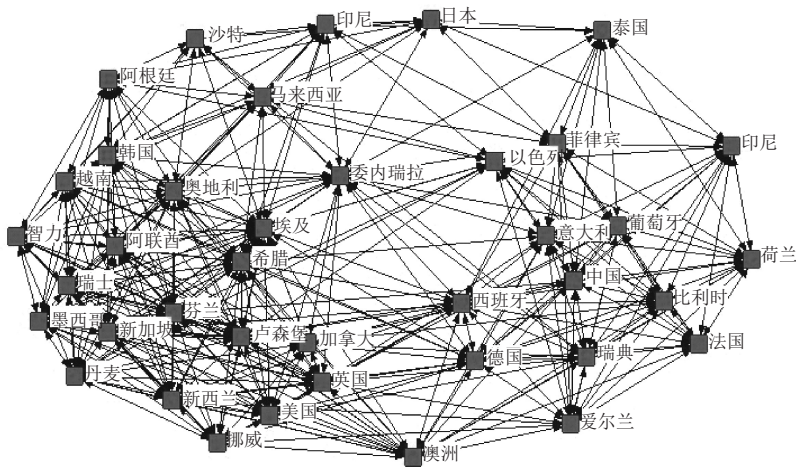 日本
印尼
泰国
沙特
阿根廷
马来西亚
菲律宾
印尼
韩国
以色列
委内瑞拉
越南
奥地利
葡萄牙
埃及
意大利
智力
阿联酋
希腊
荷兰
中国
瑞士
西班牙
比利时
芬兰
墨西哥
新加坡
卢森堡
加拿大
法国
德国
瑞典
丹麦
英国
新西兰
美国
爱尔兰
挪威
澳洲